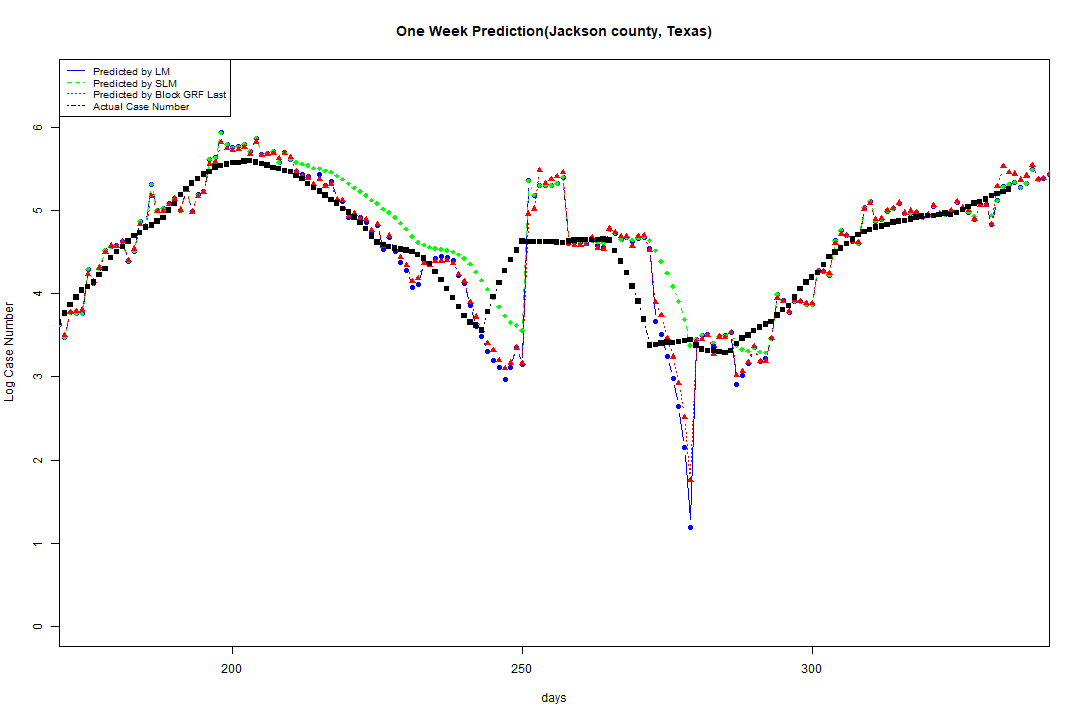 One Week Prediction(Jackson county, Texas)
Predicted by LM
Predicted by SLM
Predicted by Block GRF Last
Actual Case Number
6
5
4
3
2
1
0
Log Case Number
200
250
300
days